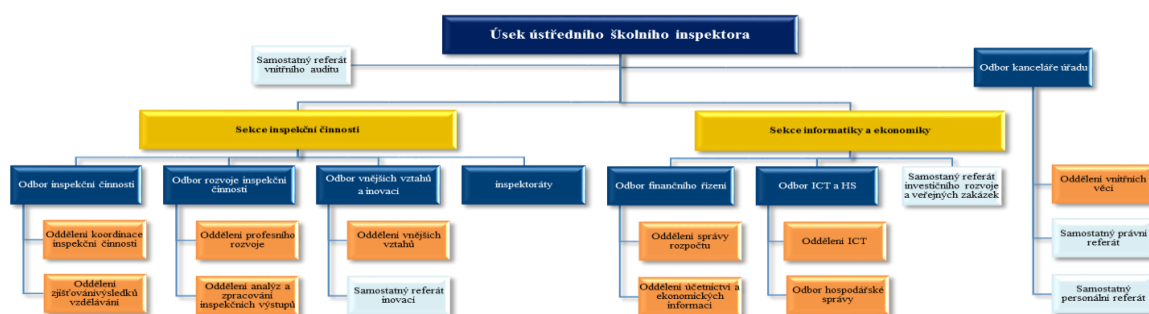 Úsek ústředního školního inspektora
Samostatný referát
vnitřního auditu
Odbor kanceláře úřadu
Sekce inspekční činnosti
Sekce informatiky a ekonomiky
Odbor inspekční činnosti
Odbor rozvoje inspekční
činnosti
Odbor vnějších vztahů
a inovací
inspektoráty
Odbor finančního řízení
Odbor ICT a HS
Samostaný referát
investičního rozvoje
a veřejných zakázek
Oddělení vnitřních
věcí
Oddělení koordinace
inspekční činnosti
Oddělení profesního
rozvoje
Oddělení vnějších
vztahů
Oddělení správy
rozpočtu
Oddělení ICT
Samostatný právní
referát
Oddělení
zjišťovánívýsledků
vzdělávání
Oddělení analýz a
zpracování
inspekčních výstupů
Samostatný referát
inovací
Oddělení účetnictví a
ekonomických
informací
Odbor hospodářské
správy
Samostatný
personální referát